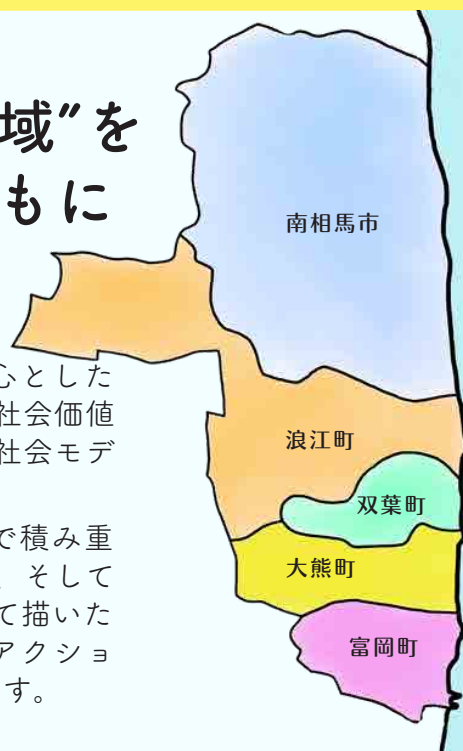 域”を
もに
心とした
社会価値
社会モデ
で積み重
、そして
て描いた
アクショ
す。
南相馬市
浪江町
双葉町
大熊町
富岡町